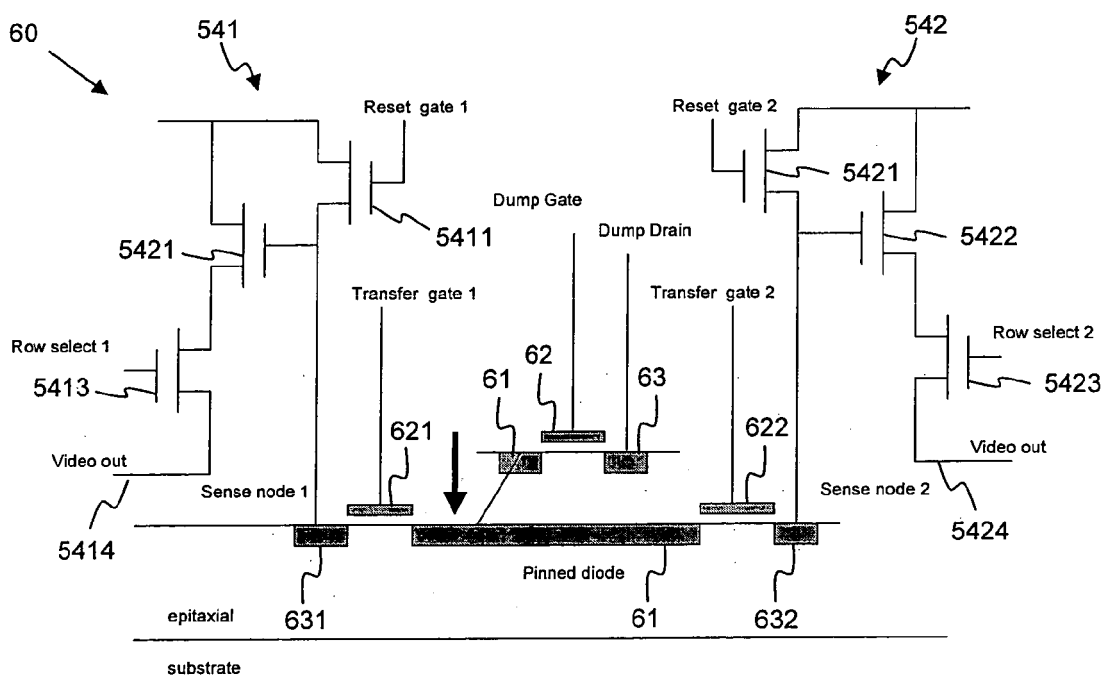 60
541
542
Reset gate 1
Reset gate 2
5421
Dump Gate
5411
Dump Drain
5421
5422
Transfer gate 1
Transfer gate 2
Row select 1
Row select 2
62
61
63
5413
5423
621
622
Video out
Video out
Sense node 1
Sense node 2
5414
5424
Pinned diode
631
61
632
epitaxial
substrate